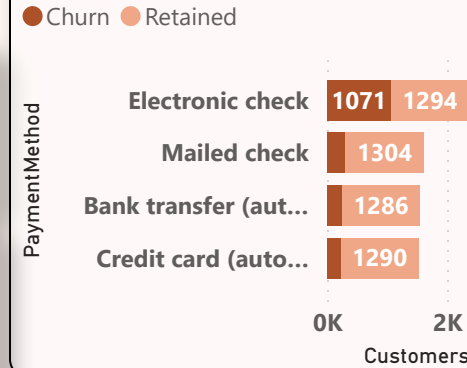 Churn Retained
PaymentMethod
Electronic check 1071 1294
Mailed check 1304
Bank transfer (aut... 1286
Credit card (auto... 1290
0K 2K
Customers